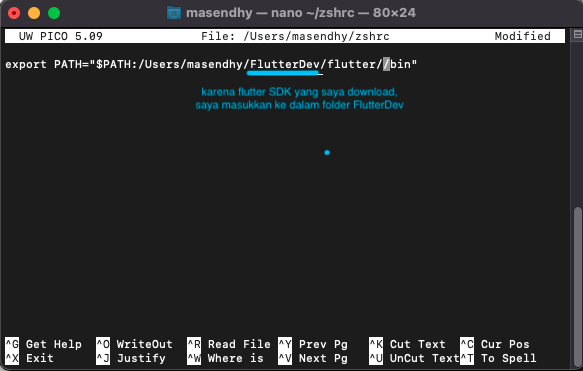 masendhy — nano ~/zshrc — 80×24
UW PICO 5.09 File: /Users/masendhy/zshrc Modified
export PATH="$PATH:/Users/masendhy/FlutterDev/flutter//bin"
karena flutter SDK yang saya download,
saya masukkan ke dalam folder FlutterDev
^G Get Help ^O WriteOut ^R Read File ^Y Prev Pg ^K Cut Text ^C Cur Pos
^X Exit ^J Justify ^W Where is ^V Next Pg ^U UnCut Text ^T To Spell